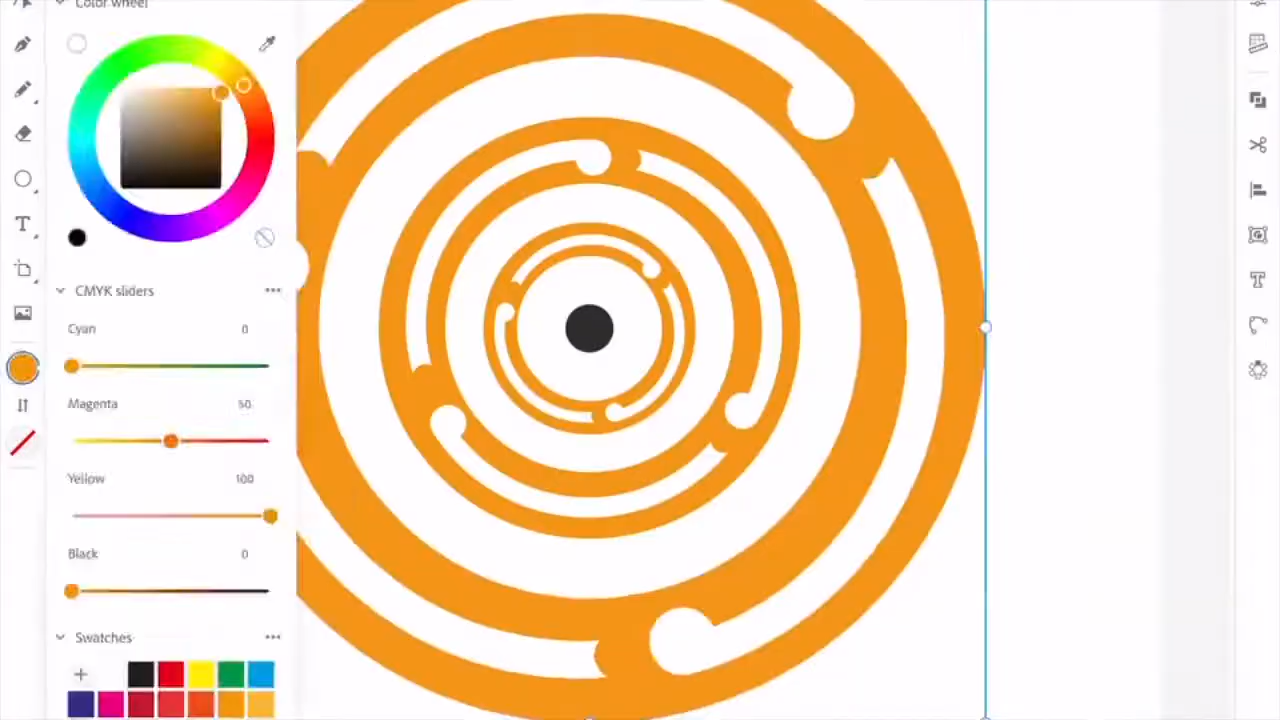 Color wheel
CMYK sliders
Cyan 0
Magenta 50
Yellow 100
Black 0
Swatches